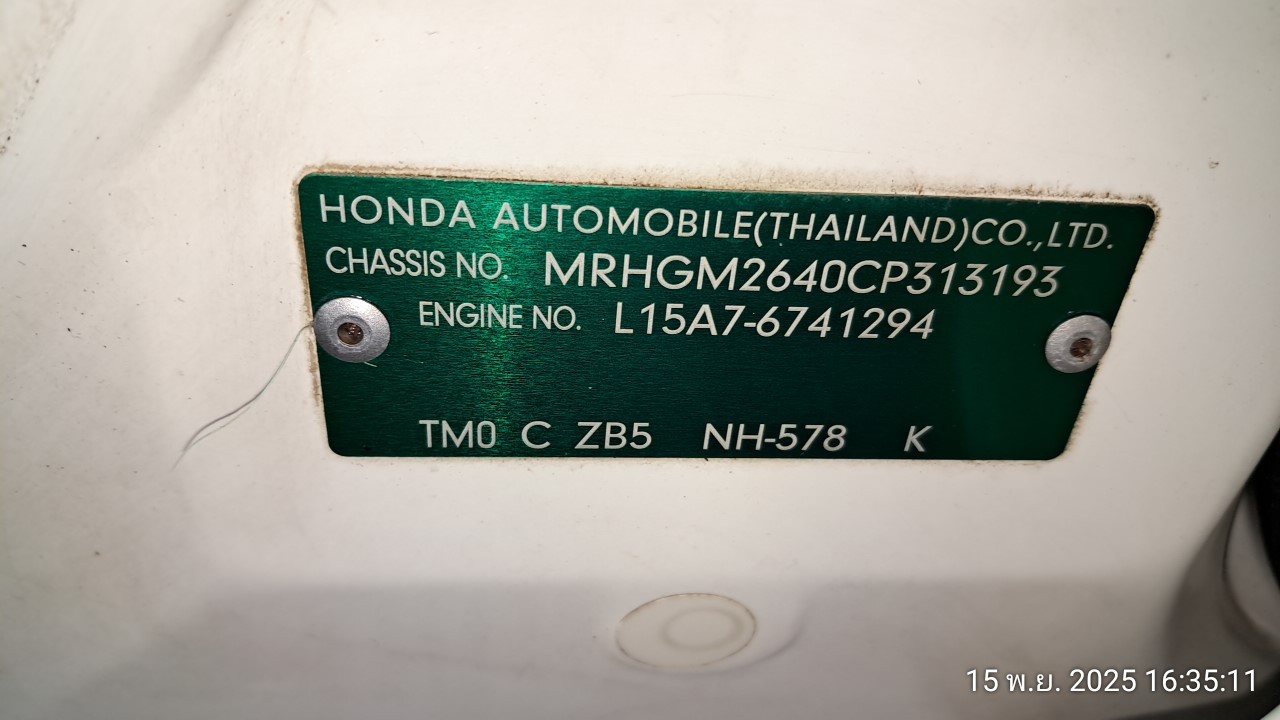 HONDA AUTOMOBILE(THAILAND)CO.,LTD.
CHASSIS NO. MRHGM2640CP313193
ENGINE NO. L15A7-6741294
TM0 C ZB5 NH-578 K
15 พ.ย. 2025 16:35:11